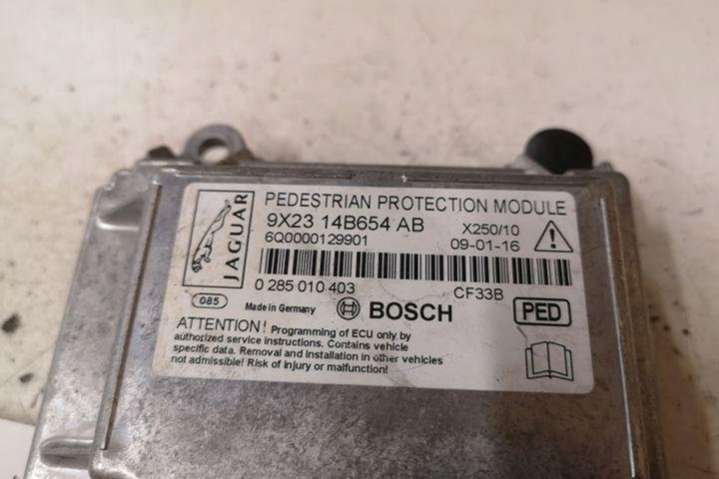 JAGUAR
PEDESTRIAN PROTECTION MODULE
9X23 14B654 AB X250/10
6Q0000129901 09-01-16
0 285 010 403 CF33B
085 Made in Germany BOSCH PED
ATTENTION! Programming of ECU only by
authorized service instructions. Contains vehicle
specific data. Removal and installation in other vehicles
not admissible! Risk of injury or malfunction!